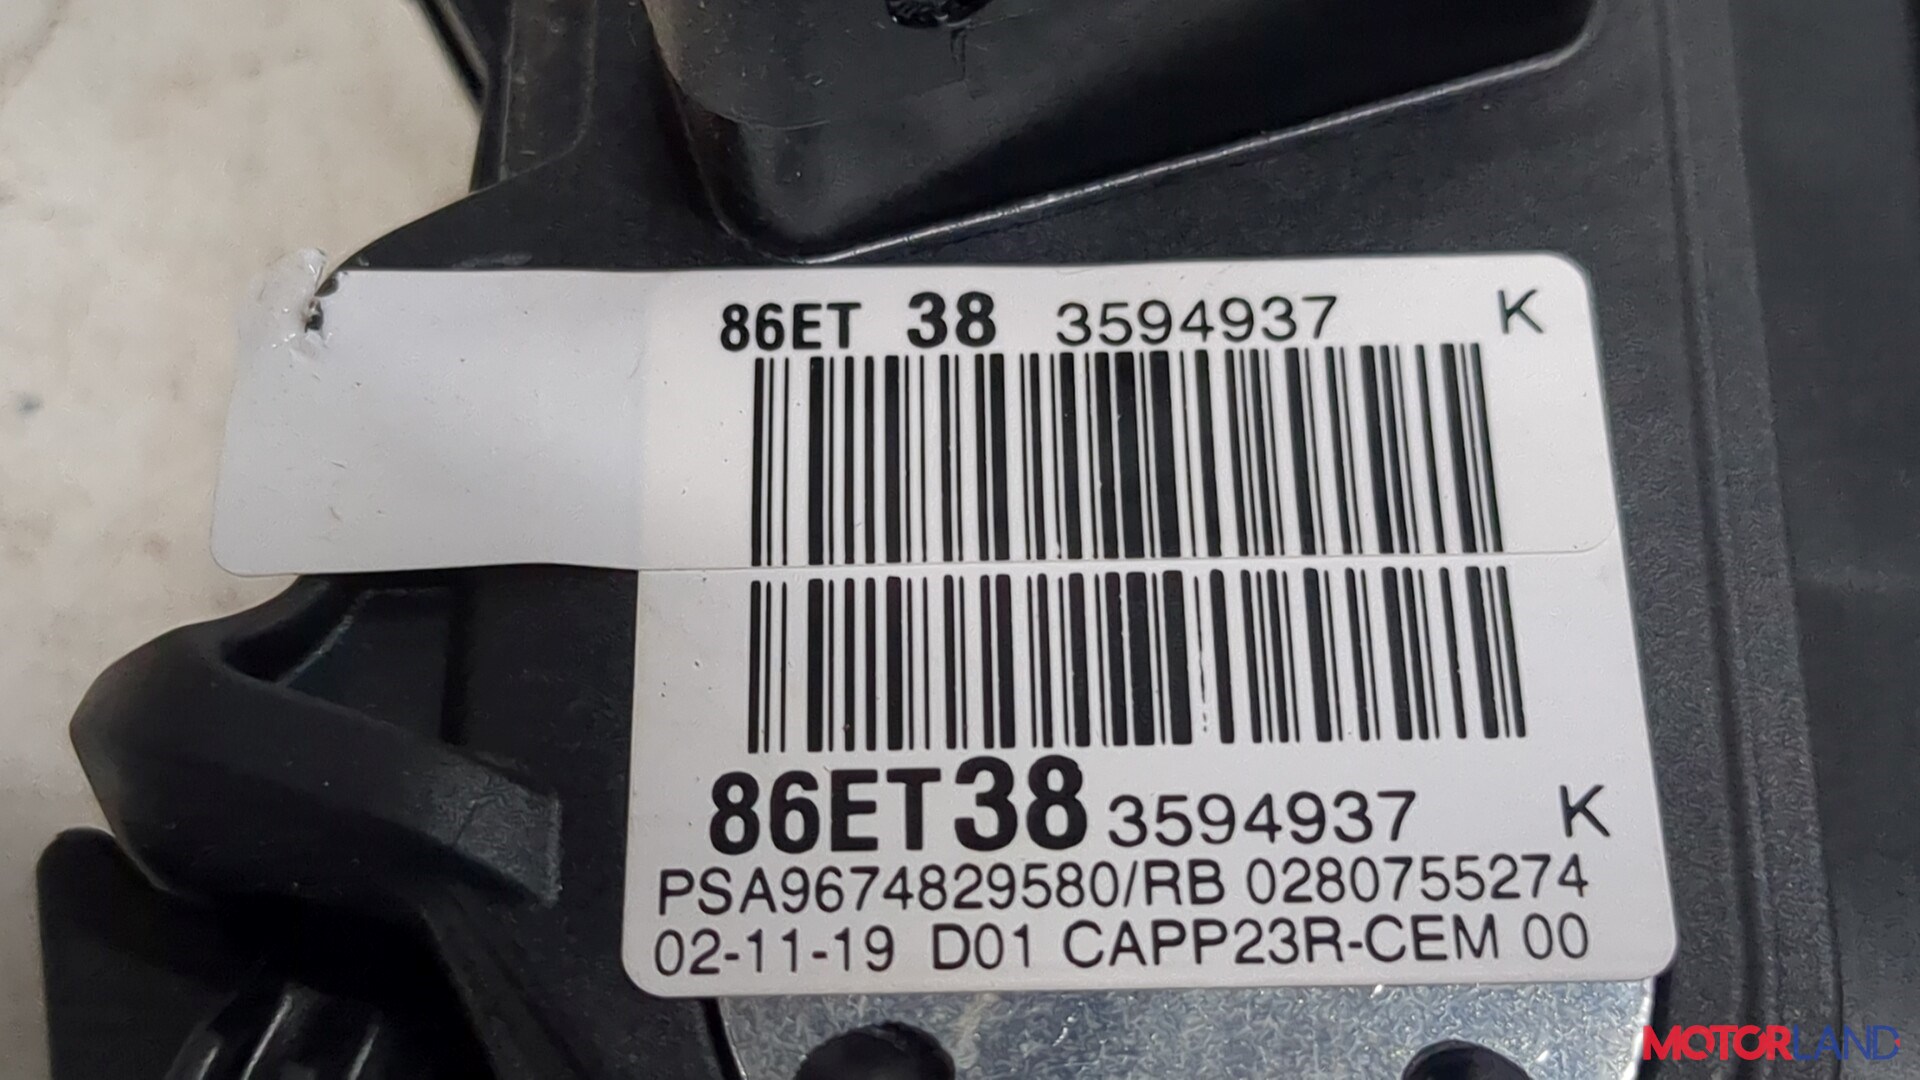 86ET 38 3594937 K
86ET38 3594937 K
PSA9674829580/RB 0280755274
02-11-19 D01 CAPP23R-CEM 00
MOTORLAND